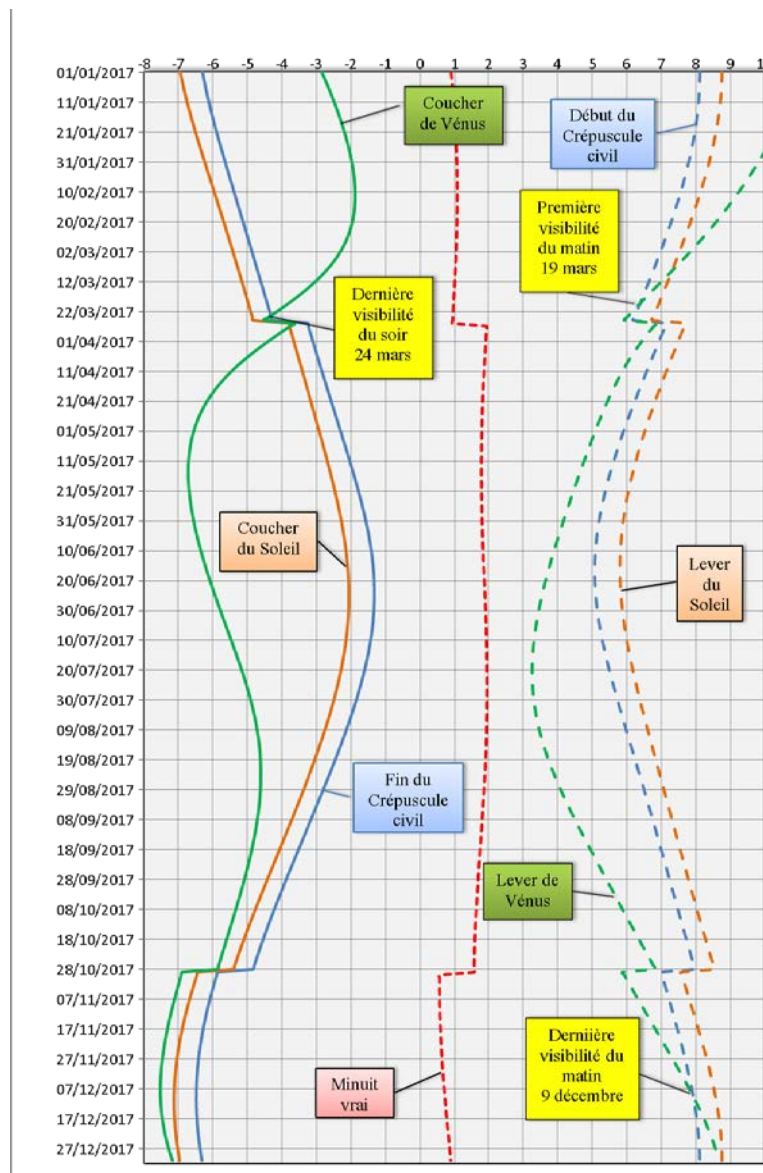 -8 -7 -6 -5 -4 -3 -2 -1 0 1 2 3 4 5 6 7 8 9 10
01/01/2017
11/01/2017
21/01/2017
31/01/2017
10/02/2017
20/02/2017
02/03/2017
12/03/2017
22/03/2017
01/04/2017
11/04/2017
21/04/2017
01/05/2017
11/05/2017
21/05/2017
31/05/2017
10/06/2017
20/06/2017
30/06/2017
10/07/2017
20/07/2017
30/07/2017
09/08/2017
19/08/2017
29/08/2017
08/09/2017
18/09/2017
28/09/2017
08/10/2017
18/10/2017
28/10/2017
07/11/2017
17/11/2017
27/11/2017
07/12/2017
17/12/2017
27/12/2017
Coucher
de Vénus
Début du
Crépuscule
civil
Première
visibilité
du matin
19 mars
Dernière
visibilité
du soir
24 mars
Coucher
du Soleil
Lever
du
Soleil
Fin du
Crépuscule
civil
Lever de
Vénus
Minuit
vrai
Derniière
visibilité du
matin
9 décembre